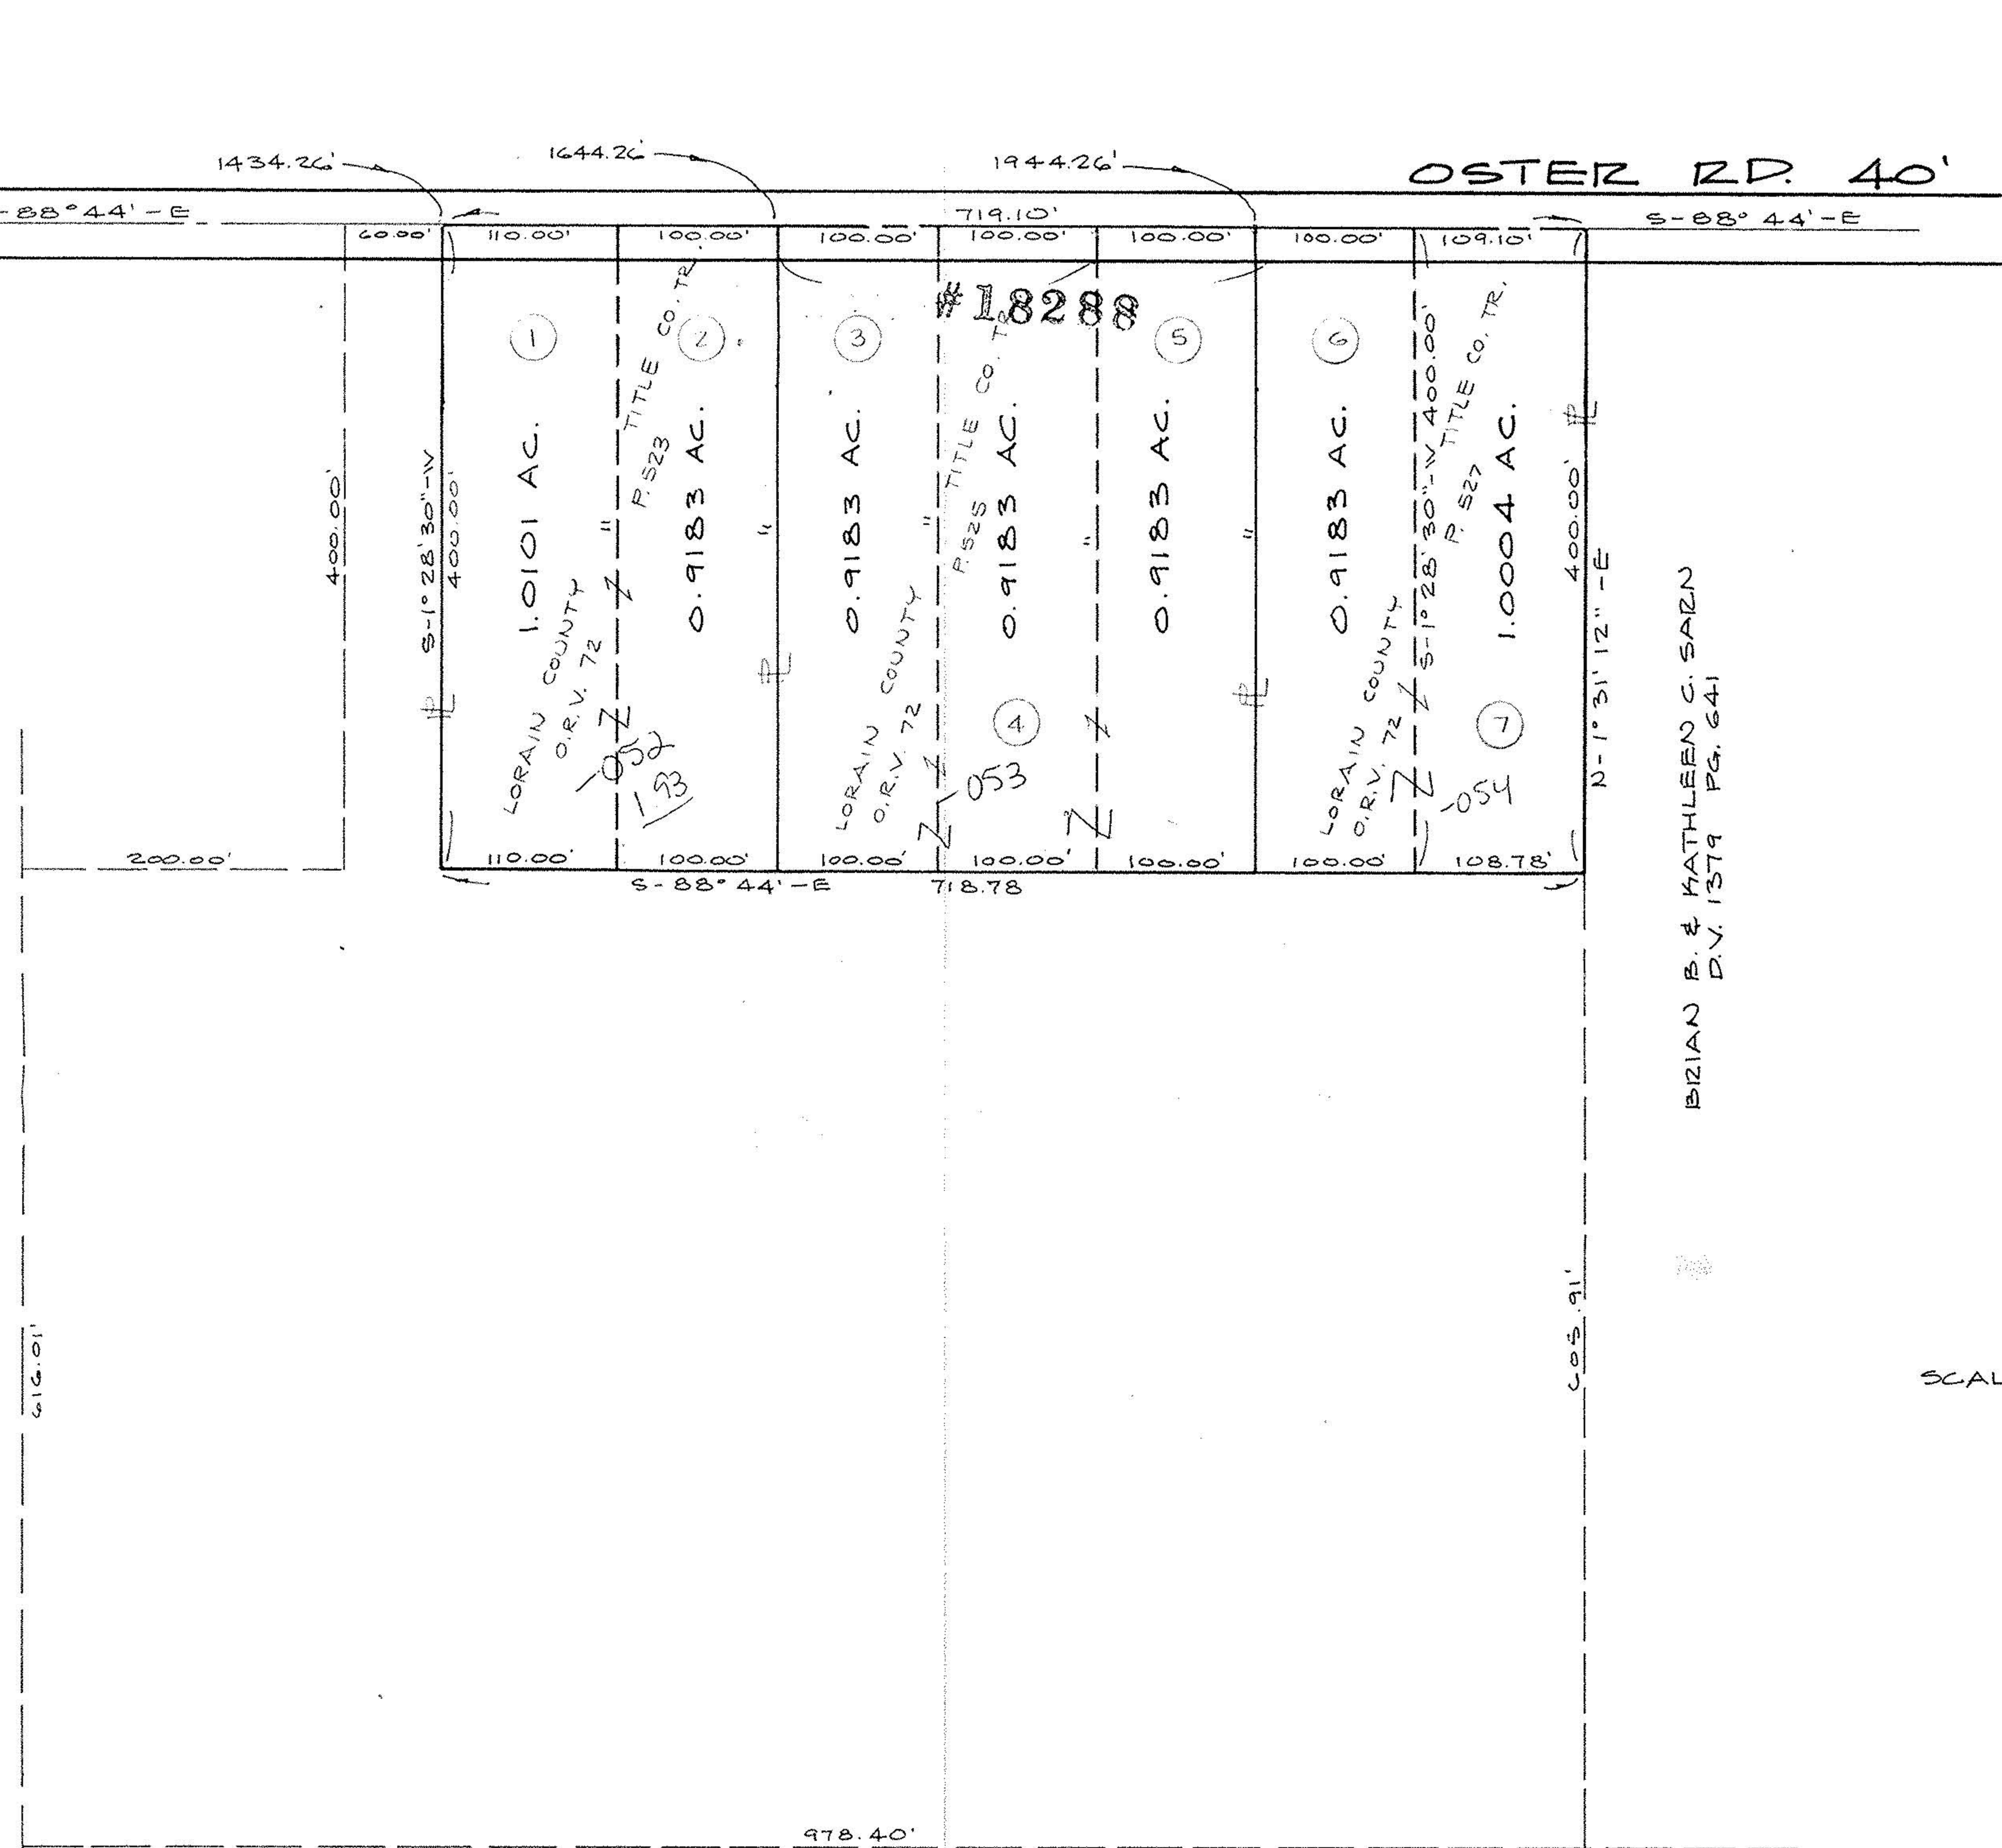 1434.26'
1644.26'
1944.26'
OSTER RD. 40'
-88°44'-E
719.10'
S-88° 44'-E
60.00'
110.00'
100.00'
100.00'
100.00'
100.00'
100.00'
109.10'
#18288
1
2
3
5
6
400.00'
S-1°28'30"-W
400.00'
1.0101 AC.
LORAIN COUNTY TITLE CO. TR.
O.R.V. 72 P.523
"
0.9183 AC.
"
0.9183 AC.
LORAIN COUNTY TITLE CO. TR.
O.R.V. 72 P.525
"
0.9183 AC.
"
0.9183 AC.
"
0.9183 AC.
LORAIN COUNTY TITLE CO. TR.
O.R.V. 72 P. 527
S-1°28'30"-W 400.00'
1.0004 AC.
400.00'
N-1°31'12"-E
4
7
-052
1.93
053
-054
200.00'
110.00'
100.00'
100.00'
100.00'
100.00'
100.00'
108.78'
S-88°44'-E
718.78
BRIAN B. & KATHLEEN C. SARN
D.V. 1379 PG. 641
616.01'
605.91'
SCAL
978.40'